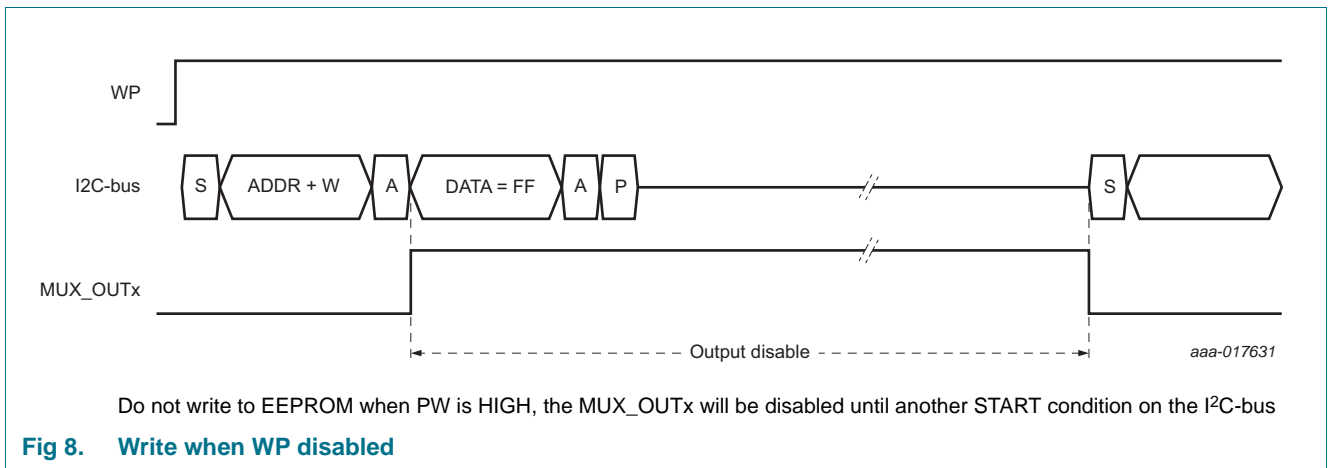 WP
I2C-bus
S
ADDR + W
A
DATA = FF
A
P
S
MUX_OUTx
Output disable
aaa-017631
Do not write to EEPROM when PW is HIGH, the MUX_OUTx will be disabled until another START condition on the I²C-bus
Fig 8. Write when WP disabled